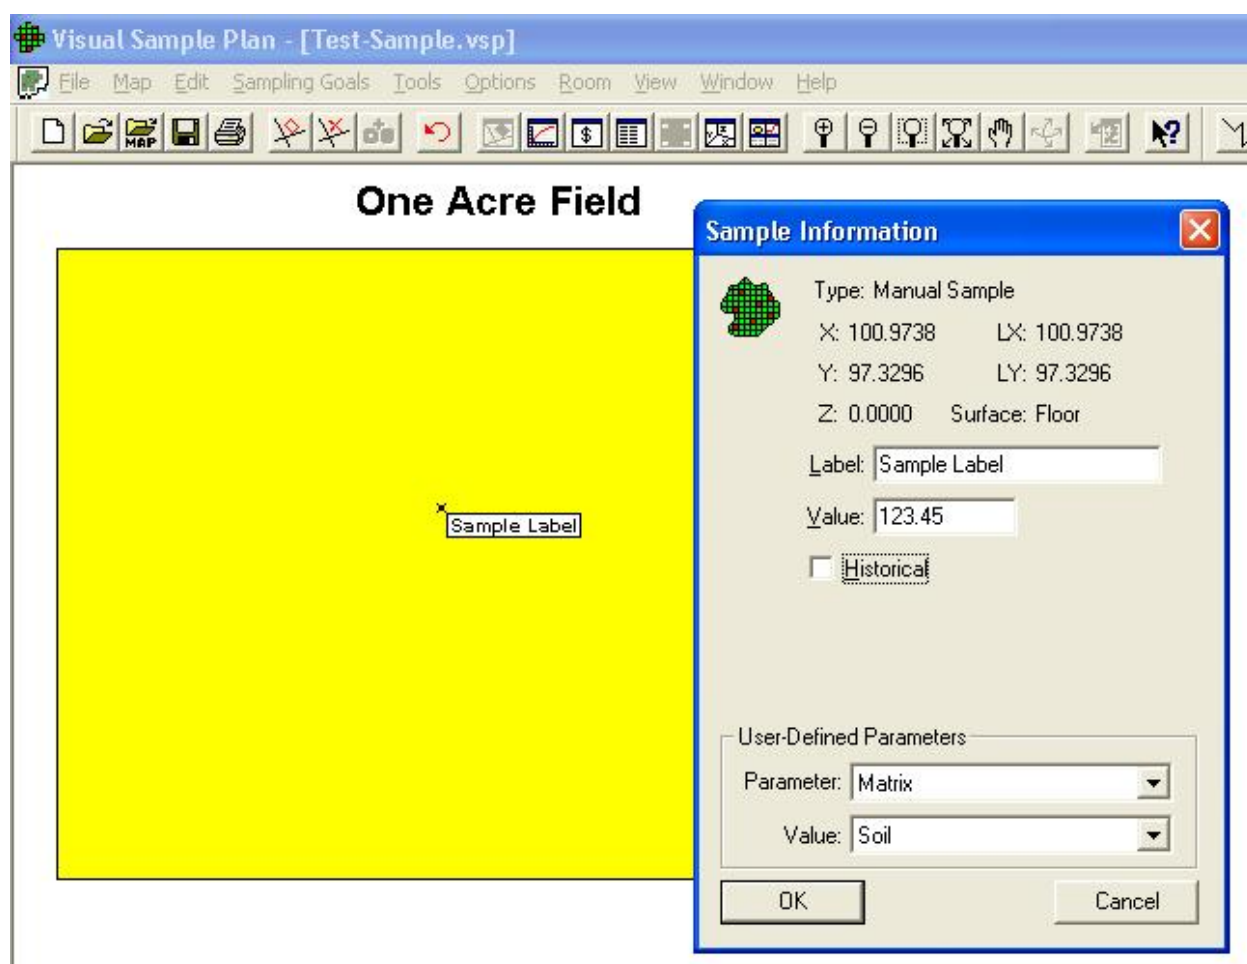 Visual Sample Plan - [Test-Sample.vsp]
File Map Edit Sampling Goals Tools Options Room View Window Help
MAP $
One Acre Field
Sample Label
Sample Information
Type: Manual Sample
X: 100.9738 LX: 100.9738
Y: 97.3296 LY: 97.3296
Z: 0.0000 Surface: Floor
Label: Sample Label
Value: 123.45
Historical
User-Defined Parameters
Parameter: Matrix
Value: Soil
OK Cancel